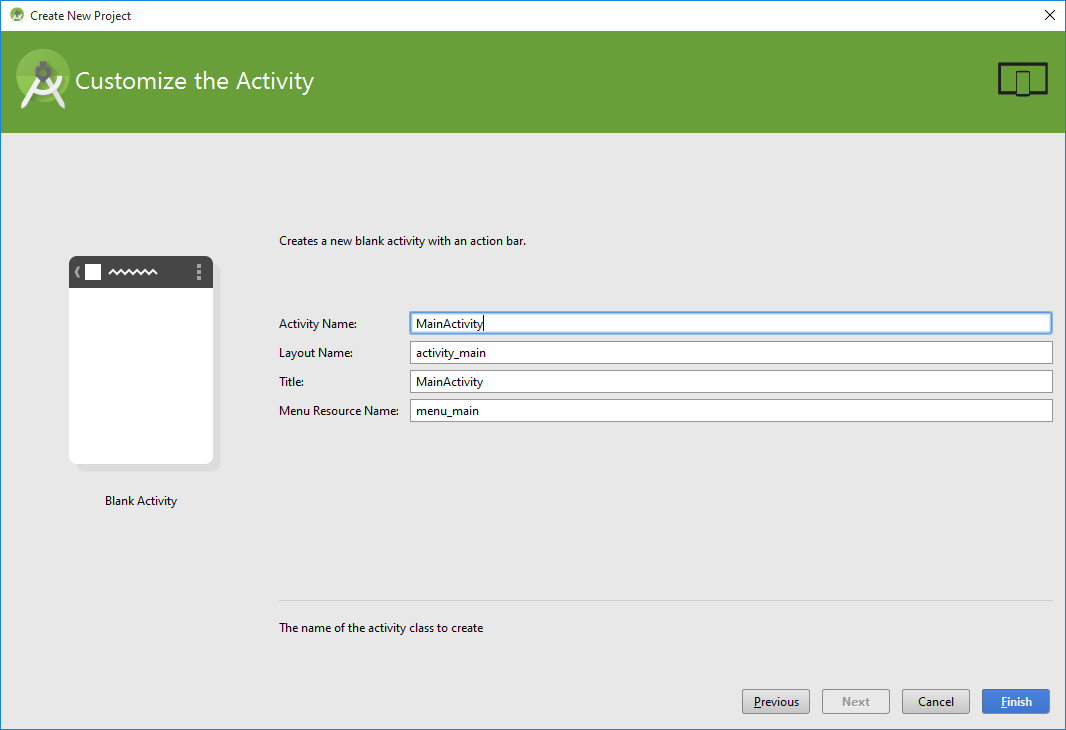 Create New Project
Customize the Activity
Creates a new blank activity with an action bar.
Activity Name: MainActivity
Layout Name: activity_main
Title: MainActivity
Menu Resource Name: menu_main
Blank Activity
The name of the activity class to create
Previous Next Cancel Finish